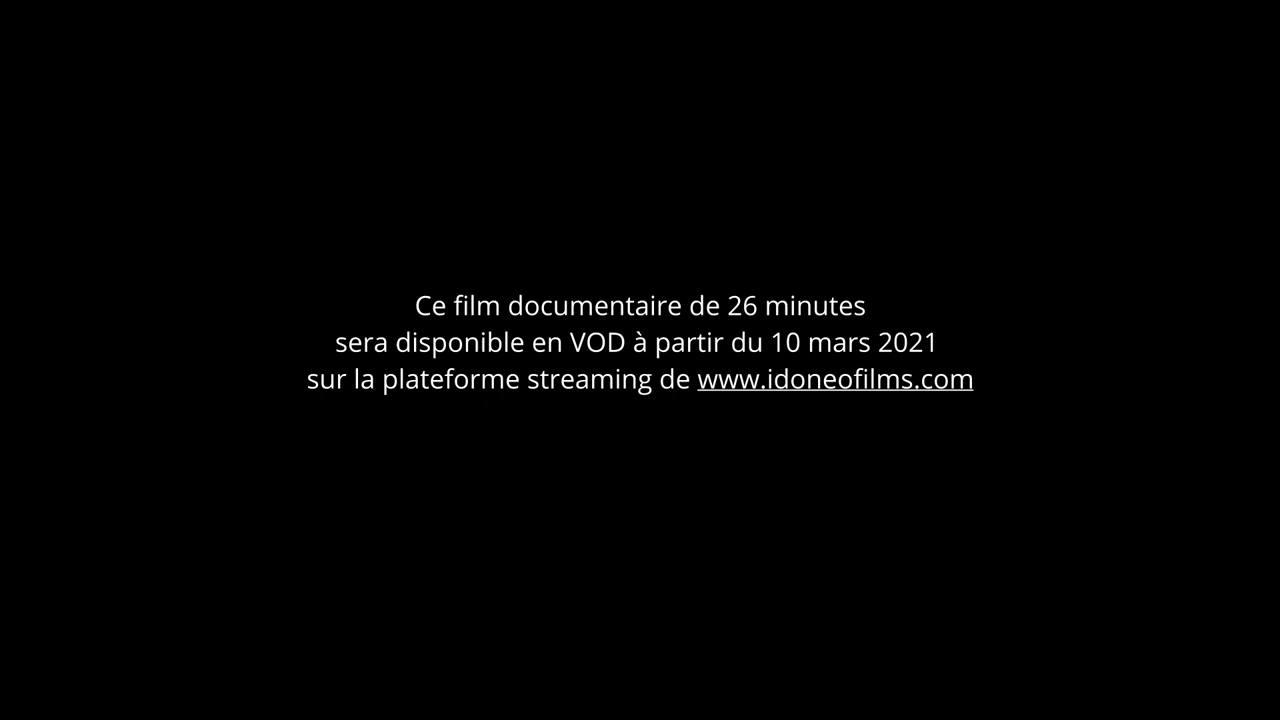 Ce film documentaire de 26 minutes
sera disponible en VOD à partir du 10 mars 2021
sur la plateforme streaming de www.idoneofilms.com